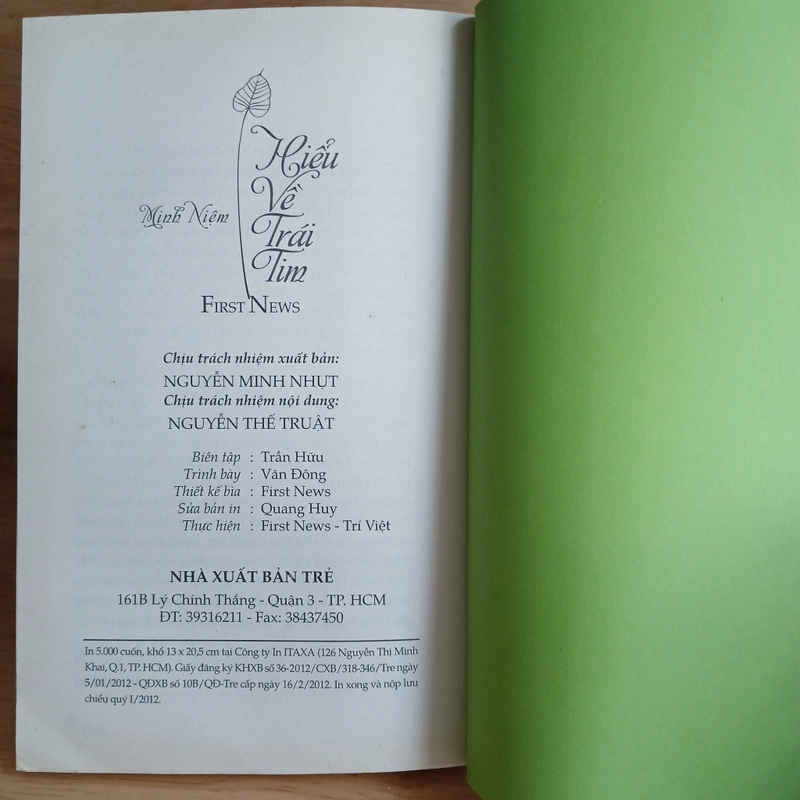 Minh Niệm
Hiểu
Về
Trái
Tim
FIRST NEWS
Chịu trách nhiệm xuất bản:
NGUYỄN MINH NHỰT
Chịu trách nhiệm nội dung:
NGUYỄN THẾ TRUẬT
Biên tập : Trần Hữu
Trình bày : Văn Đông
Thiết kế bìa : First News
Sửa bản in : Quang Huy
Thực hiện : First News - Trí Việt
NHÀ XUẤT BẢN TRẺ
161B Lý Chính Thắng - Quận 3 - TP. HCM
ĐT: 39316211 - Fax: 38437450
In 5.000 cuốn, khổ 13 x 20,5 cm tại Công ty In ITAXA (126 Nguyễn Thị Minh
Khai, Q.1, TP. HCM). Giấy đăng ký KHXB số 36-2012/CXB/318-346/Tre ngày
5/01/2012 - QĐXB số 10B/QĐ-Tre cấp ngày 16/2/2012. In xong và nộp lưu
chiểu quý I/2012.